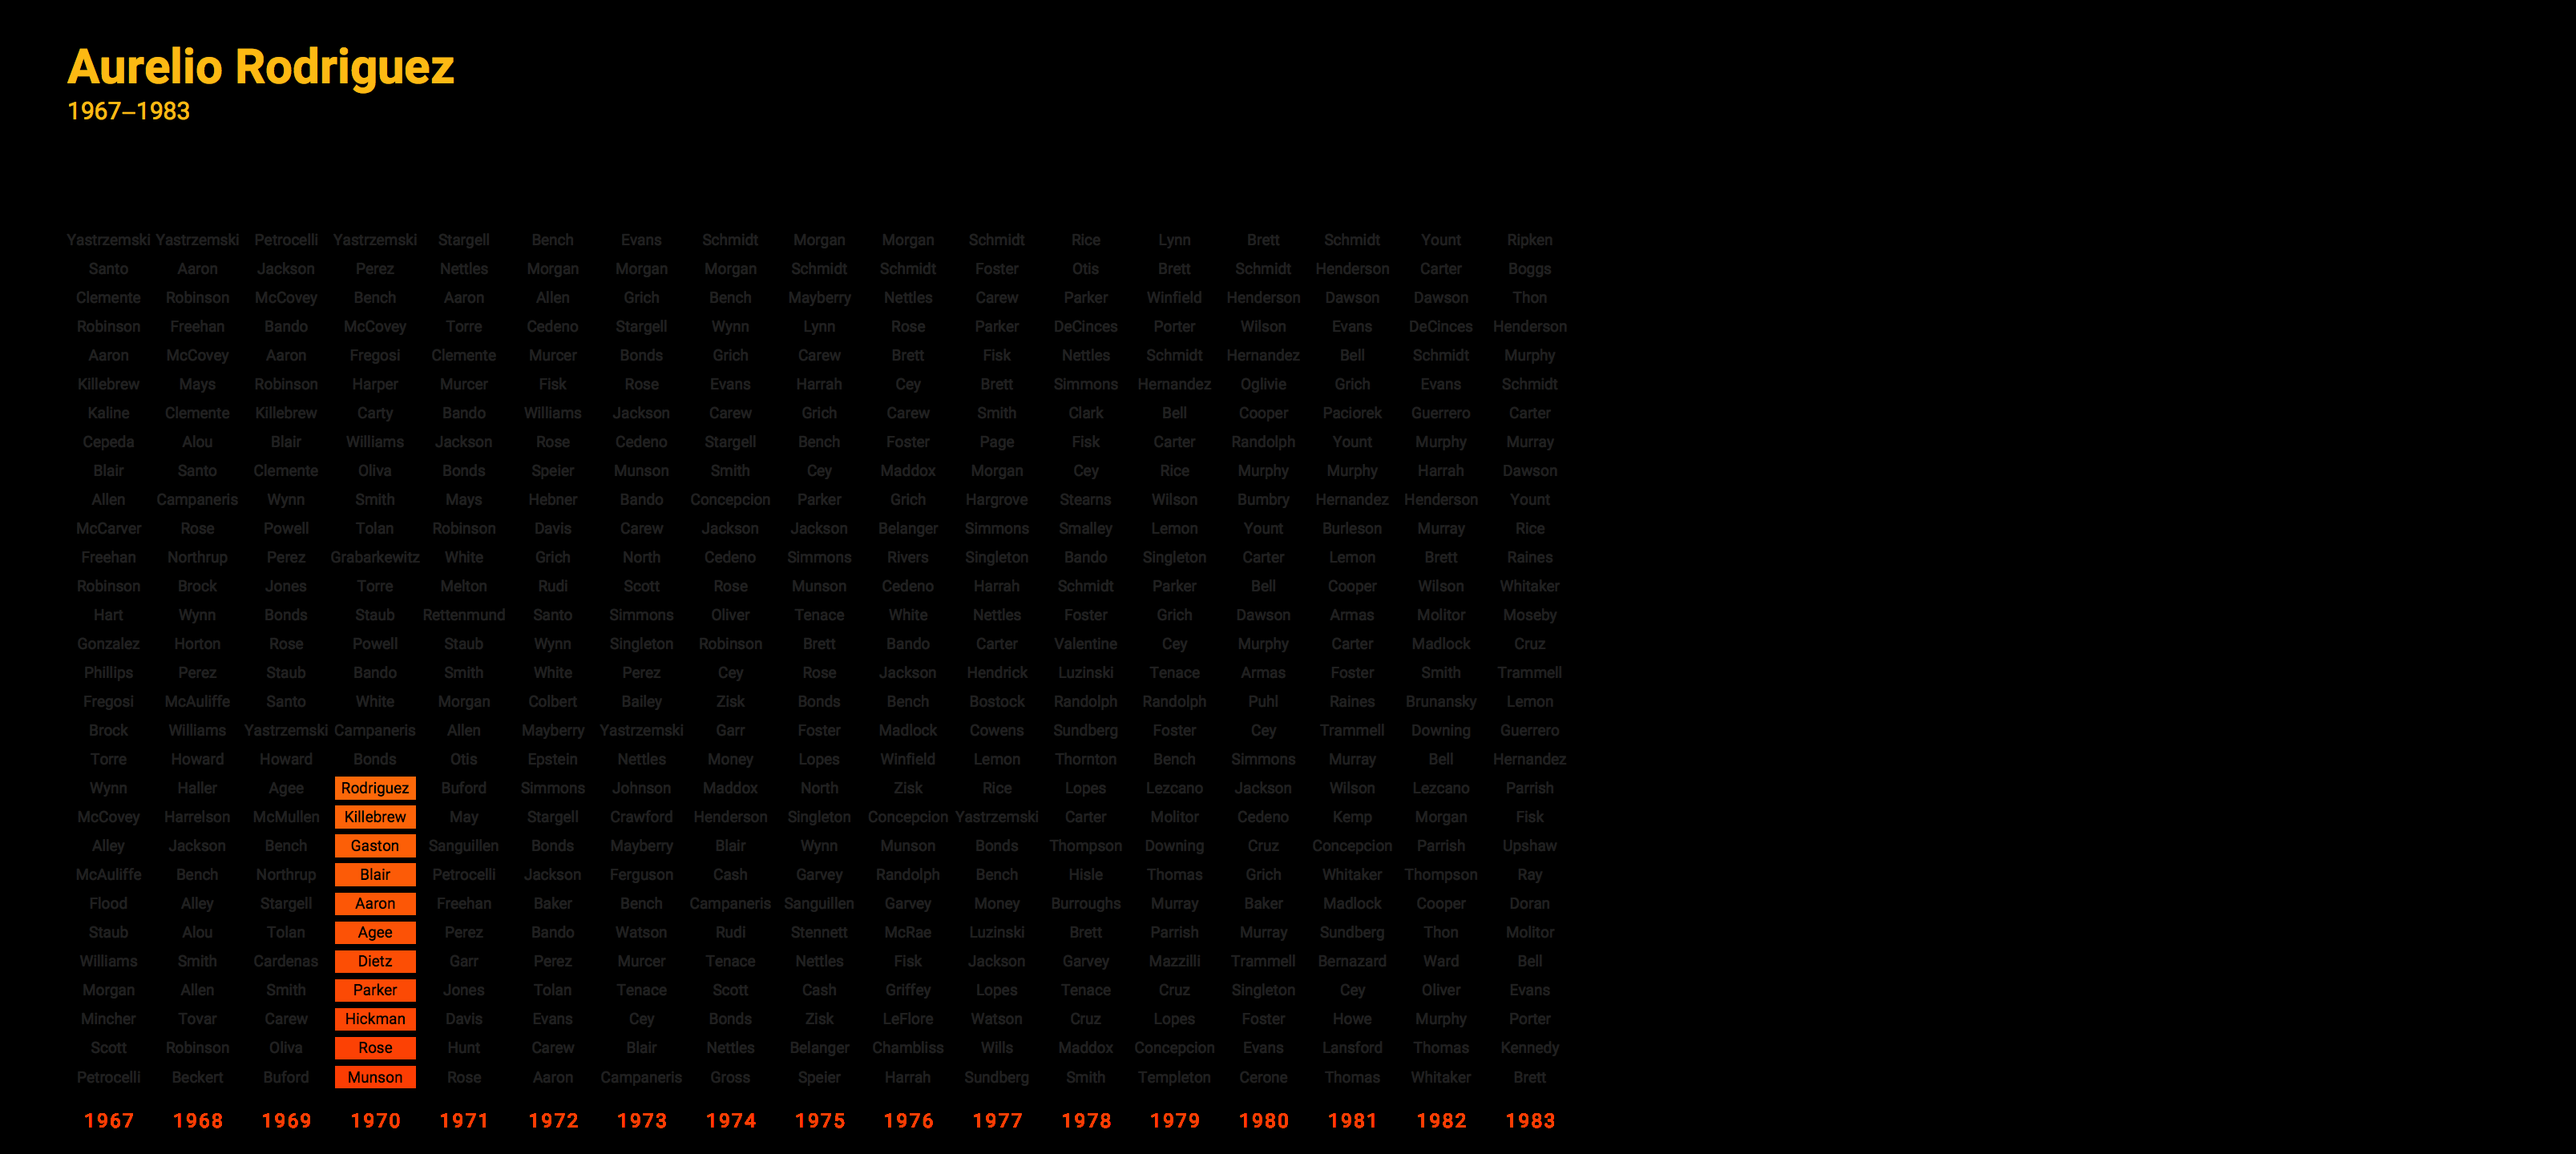 Aurelio Rodriguez
1967–1983
Yastrzemski Yastrzemski Petrocelli Yastrzemski Stargell Bench Evans Schmidt Morgan Morgan Schmidt Rice Lynn Brett Schmidt Yount Ripken
Santo Aaron Jackson Perez Nettles Morgan Morgan Morgan Schmidt Schmidt Foster Otis Brett Schmidt Henderson Carter Boggs
Clemente Robinson McCovey Bench Aaron Allen Grich Bench Mayberry Nettles Carew Parker Winfield Henderson Dawson Dawson Thon
Robinson Freehan Bando McCovey Torre Cedeno Stargell Wynn Lynn Rose Parker DeCinces Porter Wilson Evans DeCinces Henderson
Aaron McCovey Aaron Fregosi Clemente Murcer Bonds Grich Carew Brett Fisk Nettles Schmidt Hernandez Bell Schmidt Murphy
Killebrew Mays Robinson Harper Murcer Fisk Rose Evans Harrah Cey Brett Simmons Hernandez Oglivie Grich Evans Schmidt
Kaline Clemente Killebrew Carty Bando Williams Jackson Carew Grich Carew Smith Clark Bell Cooper Paciorek Guerrero Carter
Cepeda Alou Blair Williams Jackson Rose Cedeno Stargell Bench Foster Page Fisk Carter Randolph Yount Murphy Murray
Blair Santo Clemente Oliva Bonds Speier Munson Smith Cey Maddox Morgan Cey Rice Murphy Murphy Harrah Dawson
Allen Campaneris Wynn Smith Mays Hebner Bando Concepcion Parker Grich Hargrove Stearns Wilson Bumbry Hernandez Henderson Yount
McCarver Rose Powell Tolan Robinson Davis Carew Jackson Jackson Belanger Simmons Smalley Lemon Yount Burleson Murray Rice
Freehan Northrup Perez Grabarkewitz White Grich North Cedeno Simmons Rivers Singleton Bando Singleton Carter Lemon Brett Raines
Robinson Brock Jones Torre Melton Rudi Scott Rose Munson Cedeno Harrah Schmidt Parker Bell Cooper Wilson Whitaker
Hart Wynn Bonds Staub Rettenmund Santo Simmons Oliver Tenace White Nettles Foster Grich Dawson Armas Molitor Moseby
Gonzalez Horton Rose Powell Staub Wynn Singleton Robinson Brett Bando Carter Valentine Cey Murphy Carter Madlock Cruz
Phillips Perez Staub Bando Smith White Perez Cey Rose Jackson Hendrick Luzinski Tenace Armas Foster Smith Trammell
Fregosi McAuliffe Santo White Morgan Colbert Bailey Zisk Bonds Bench Bostock Randolph Randolph Puhl Raines Brunansky Lemon
Brock Williams Yastrzemski Campaneris Allen Mayberry Yastrzemski Garr Foster Madlock Cowens Sundberg Foster Cey Trammell Downing Guerrero
Torre Howard Howard Bonds Otis Epstein Nettles Money Lopes Winfield Lemon Thornton Bench Simmons Murray Bell Hernandez
Wynn Haller Agee Rodriguez Buford Simmons Johnson Maddox North Zisk Rice Lopes Lezcano Jackson Wilson Lezcano Parrish
McCovey Harrelson McMullen Killebrew May Stargell Crawford Henderson Singleton Concepcion Yastrzemski Carter Molitor Cedeno Kemp Morgan Fisk
Alley Jackson Bench Gaston Sanguillen Bonds Mayberry Blair Wynn Munson Bonds Thompson Downing Cruz Concepcion Parrish Upshaw
McAuliffe Bench Northrup Blair Petrocelli Jackson Ferguson Cash Garvey Randolph Bench Hisle Thomas Grich Whitaker Thompson Ray
Flood Alley Stargell Aaron Freehan Baker Bench Campaneris Sanguillen Garvey Money Burroughs Murray Baker Madlock Cooper Doran
Staub Alou Tolan Agee Perez Bando Watson Rudi Stennett McRae Luzinski Brett Parrish Murray Sundberg Thon Molitor
Williams Smith Cardenas Dietz Garr Perez Murcer Tenace Nettles Fisk Jackson Garvey Mazzilli Trammell Bernazard Ward Bell
Morgan Allen Smith Parker Jones Tolan Tenace Scott Cash Griffey Lopes Tenace Cruz Singleton Cey Oliver Evans
Mincher Tovar Carew Hickman Davis Evans Cey Bonds Zisk LeFlore Watson Cruz Lopes Foster Howe Murphy Porter
Scott Robinson Oliva Rose Hunt Carew Blair Nettles Belanger Chambliss Wills Maddox Concepcion Evans Lansford Thomas Kennedy
Petrocelli Beckert Buford Munson Rose Aaron Campaneris Gross Speier Harrah Sundberg Smith Templeton Cerone Thomas Whitaker Brett
1967 1968 1969 1970 1971 1972 1973 1974 1975 1976 1977 1978 1979 1980 1981 1982 1983